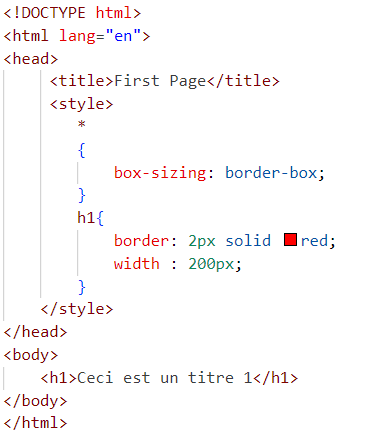 <!DOCTYPE html>
<html lang="en">
<head>
<title>First Page</title>
<style>
*
{
box-sizing: border-box;
}
h1{
border: 2px solid red;
width : 200px;
}
</style>
</head>
<body>
<h1>Ceci est un titre 1</h1>
</body>
</html>